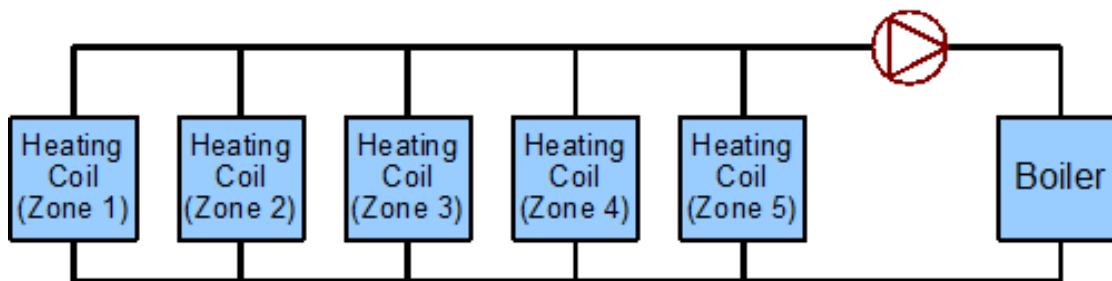 Heating
Coil
(Zone 1)
Heating
Coil
(Zone 2)
Heating
Coil
(Zone 3)
Heating
Coil
(Zone 4)
Heating
Coil
(Zone 5)
Boiler